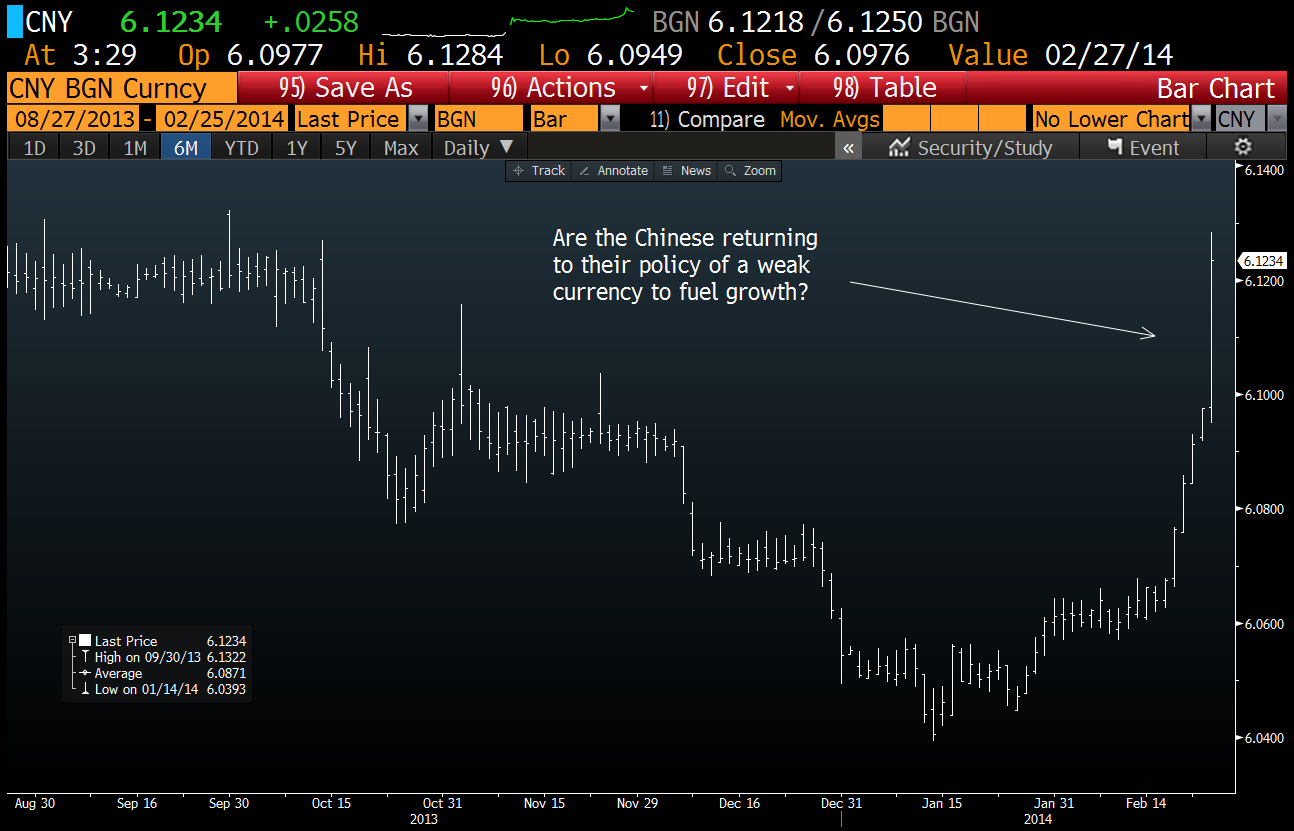 CNY 6.1234 +.0258 BGN 6.1218 /6.1250 BGN
At 3:29 Op 6.0977 Hi 6.1284 Lo 6.0949 Close 6.0976 Value 02/27/14
CNY BGN Curncy 95) Save As 96) Actions 97) Edit 98) Table Bar Chart
08/27/2013 - 02/25/2014 Last Price BGN Bar 11) Compare Mov. Avgs No Lower Chart CNY
1D 3D 1M 6M YTD 1Y 5Y Max Daily ▼ « Security/Study Event
Track Annotate News Zoom
6.1400
Are the Chinese returning
to their policy of a weak
currency to fuel growth?
6.1234
6.1200
6.1000
6.0800
6.0600
Last Price 6.1234
High on 09/30/13 6.1322
Average 6.0871
Low on 01/14/14 6.0393
6.0400
Aug 30 Sep 16 Sep 30 Oct 15 Oct 31 Nov 15 Nov 29 Dec 16 Dec 31 Jan 15 Jan 31 Feb 14
2013 2014